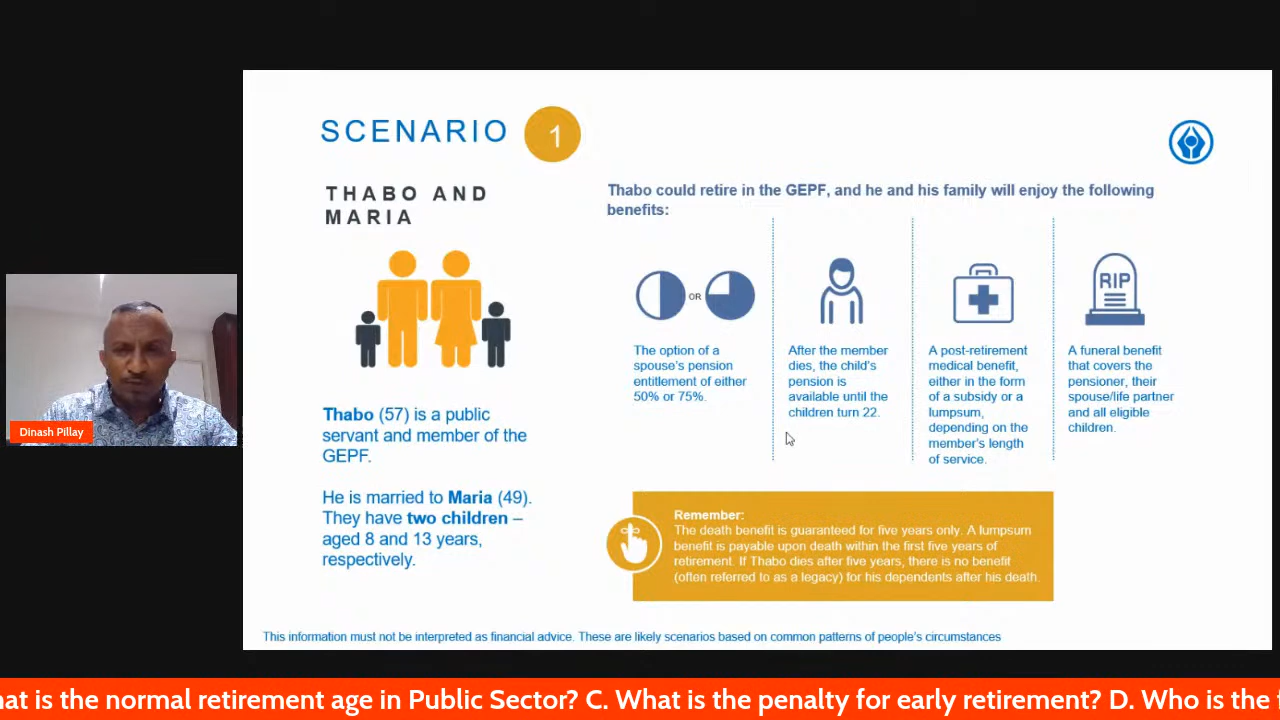 SCENARIO 1
THABO AND
MARIA
Thabo (57) is a public
servant and member of the
GEPF.
He is married to Maria (49).
They have two children –
aged 8 and 13 years,
respectively.
Thabo could retire in the GEPF, and he and his family will enjoy the following
benefits:
OR
The option of a
spouse's pension
entitlement of either
50% or 75%.
After the member
dies, the child's
pension is
available until the
children turn 22.
A post-retirement
medical benefit,
either in the form
of a subsidy or a
lumpsum,
depending on the
member's length
of service.
RIP
A funeral benefit
that covers the
pensioner, their
spouse/life partner
and all eligible
children.
Remember:
The death benefit is guaranteed for five years only. A lumpsum
benefit is payable upon death within the first five years of
retirement. If Thabo dies after five years, there is no benefit
(often referred to as a legacy) for his dependents after his death.
This information must not be interpreted as financial advice. These are likely scenarios based on common patterns of people's circumstances
Dinash Pillay
at is the normal retirement age in Public Sector? C. What is the penalty for early retirement? D. Who is the